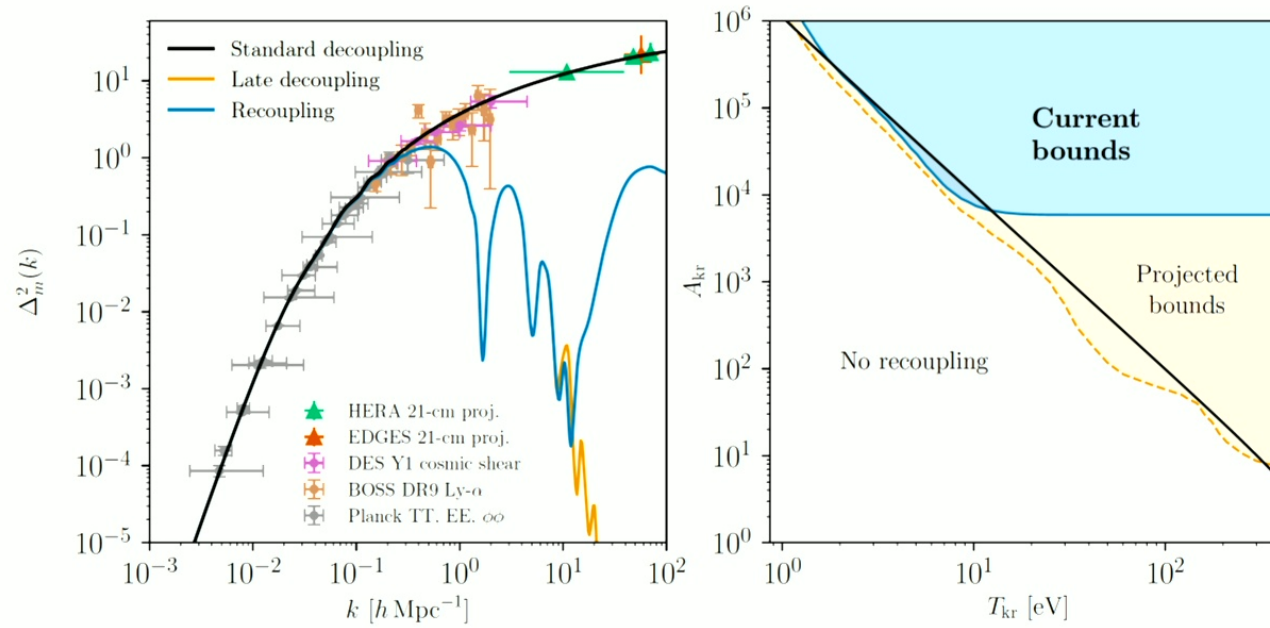 Standard decoupling
Late decoupling
Recoupling
HERA 21-cm proj.
EDGES 21-cm proj.
DES Y1 cosmic shear
BOSS DR9 Ly-α
Planck TT. EE. ϕϕ
10¹
10⁰
10⁻¹
10⁻²
10⁻³
10⁻⁴
10⁻⁵
Δ²ₘ(k)
10⁻³ 10⁻² 10⁻¹ 10⁰ 10¹ 10²
k [h Mpc⁻¹]
10⁶
10⁵
10⁴
10³
10²
10¹
10⁰
A_kr
Current
bounds
Projected
bounds
No recoupling
10⁰ 10¹ 10²
T_kr [eV]